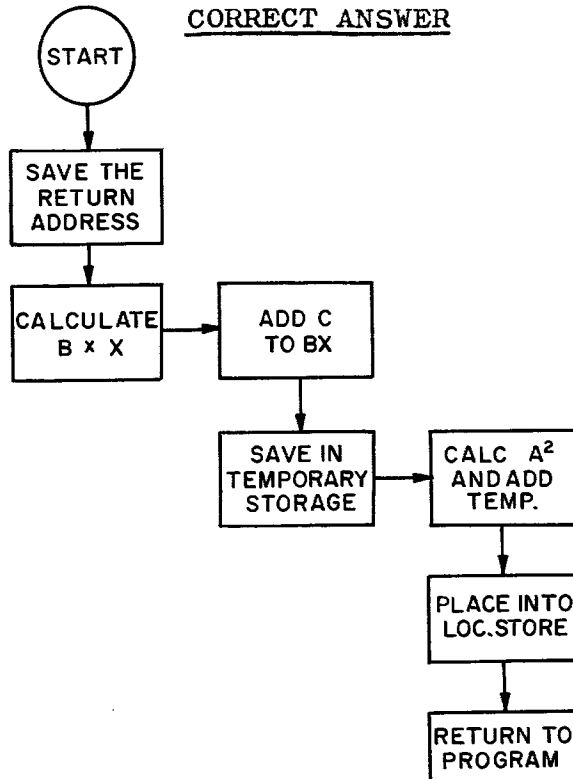 CORRECT ANSWER
START
SAVE THE
RETURN
ADDRESS
CALCULATE
B × X
ADD C
TO BX
SAVE IN
TEMPORARY
STORAGE
CALC A²
AND ADD
TEMP.
PLACE INTO
LOC. STORE
RETURN TO
PROGRAM